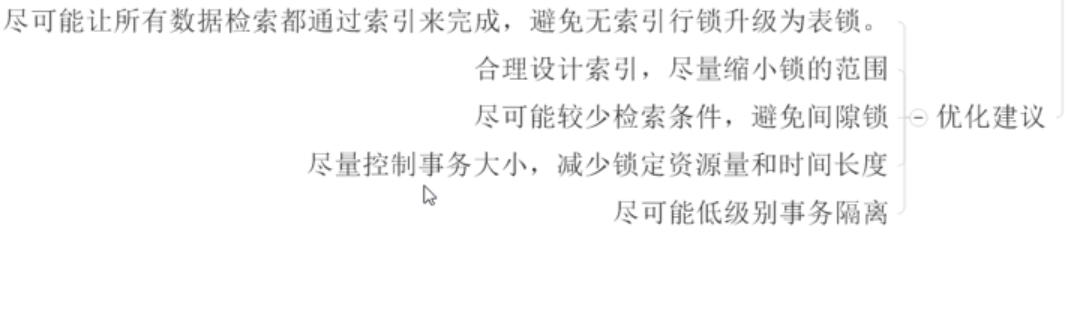 尽可能让所有数据检索都通过索引来完成，避免无索引行锁升级为表锁。
合理设计索引，尽量缩小锁的范围
尽可能较少检索条件，避免间隙锁
优化建议
尽量控制事务大小，减少锁定资源量和时间长度
尽可能低级别事务隔离